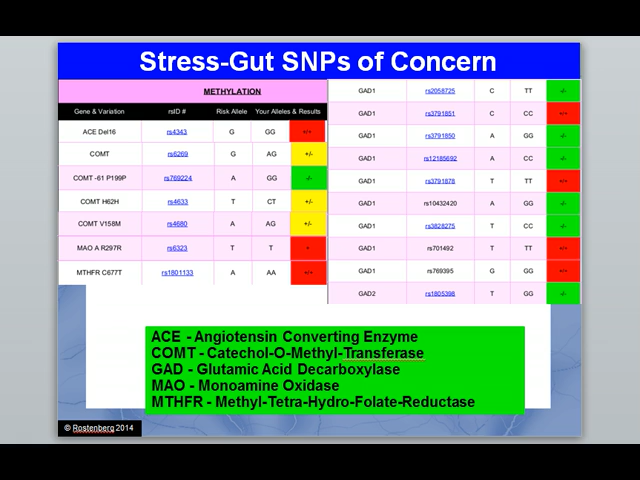 Stress-Gut SNPs of Concern
METHYLATION
Gene & Variation rsID # Risk Allele Your Alleles & Results
ACE Del16 rs4343 G GG +/+
COMT rs6269 G AG +/-
COMT -61 P199P rs769224 A GG -/-
COMT H62H rs4633 T CT +/-
COMT V158M rs4680 A AG +/-
MAO A R297R rs6323 T T +
MTHFR C677T rs1801133 A AA +/+
GAD1 rs2058725 C TT -/-
GAD1 rs3791851 C CC +/+
GAD1 rs3791850 A GG -/-
GAD1 rs12185692 A CC -/-
GAD1 rs3791878 T TT +/+
GAD1 rs10432420 A GG -/-
GAD1 rs3828275 T CC -/-
GAD1 rs701492 T TT +/+
GAD1 rs769395 G GG +/+
GAD2 rs1805398 T GG -/-
ACE - Angiotensin Converting Enzyme
COMT - Catechol-O-Methyl-Transferase
GAD - Glutamic Acid Decarboxylase
MAO - Monoamine Oxidase
MTHFR - Methyl-Tetra-Hydro-Folate-Reductase
© Rostenberg 2014